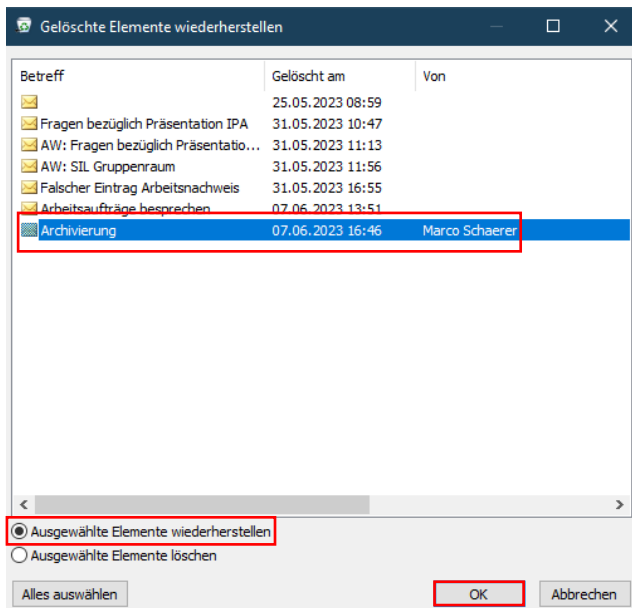 Gelöschte Elemente wiederherstellen
Betreff Gelöscht am Von
25.05.2023 08:59
Fragen bezüglich Präsentation IPA 31.05.2023 10:47
AW: Fragen bezüglich Präsentatio... 31.05.2023 11:13
AW: SIL Gruppenraum 31.05.2023 11:56
Falscher Eintrag Arbeitsnachweis 31.05.2023 16:55
Arbeitsaufträge besprechen 07.06.2023 13:51
Archivierung 07.06.2023 16:46 Marco Schaerer
Ausgewählte Elemente wiederherstellen
Ausgewählte Elemente löschen
Alles auswählen OK Abbrechen